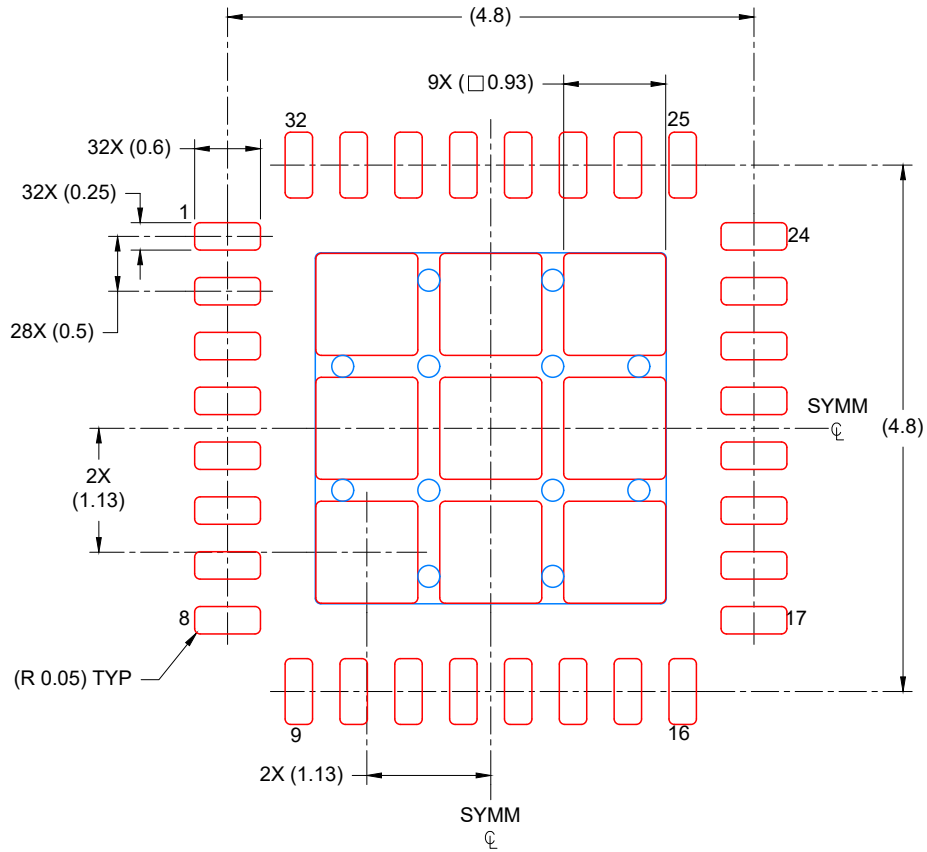 (4.8)
9X (□0.93)
32
25
32X (0.6)
32X (0.25)
1
24
28X (0.5)
SYMM
℄
(4.8)
2X
(1.13)
8
17
(R 0.05) TYP
9
16
2X (1.13)
SYMM
℄